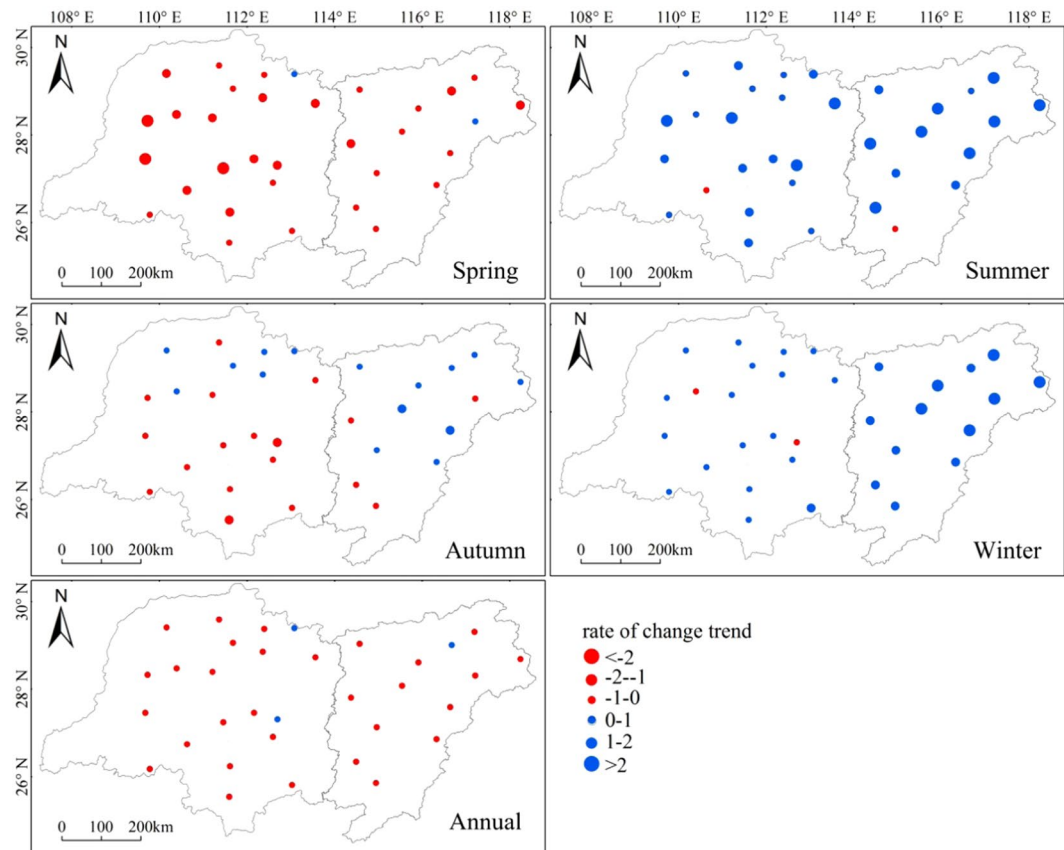 108° E 110° E 112° E 114° E 116° E 118° E 108° E 110° E 112° E 114° E 116° E 118° E
30° N
28° N
26° N
N
0 100 200km
Spring
N
0 100 200km
Summer
30° N
28° N
26° N
N
0 100 200km
Autumn
N
0 100 200km
Winter
30° N
28° N
26° N
N
0 100 200km
Annual
rate of change trend
<-2
-2--1
-1-0
0-1
1-2
>2